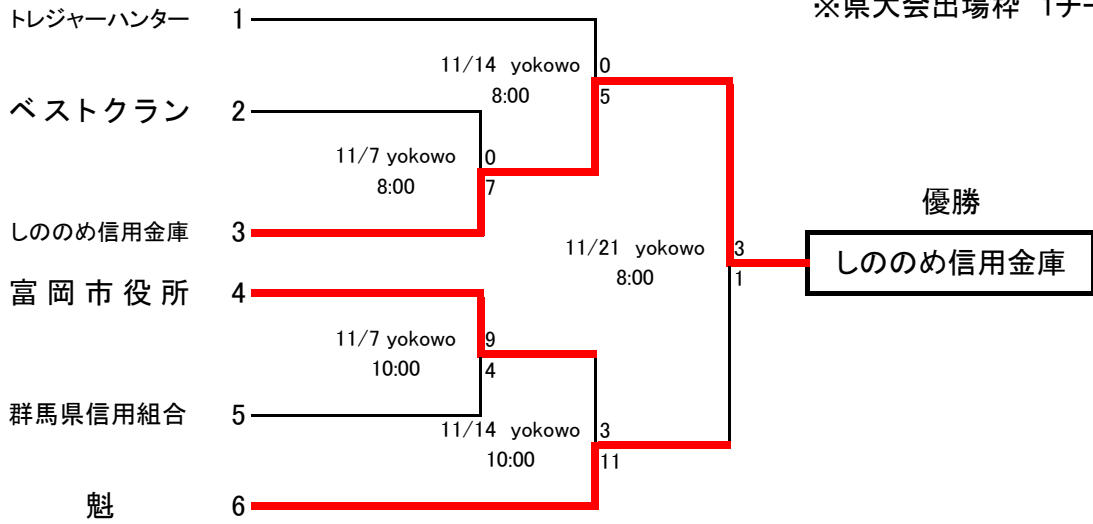 ※県大会出場枠 1チー
トレジャーハンター 1
11/14 yokowo 0
8:00 5
ベストクラン 2
11/7 yokowo 0
8:00 7
しののめ信用金庫 3
優勝
11/21 yokowo 3
8:00 1
しののめ信用金庫
富岡市役所 4
11/7 yokowo 9
10:00 4
群馬県信用組合 5
11/14 yokowo 3
10:00 11
魁 6